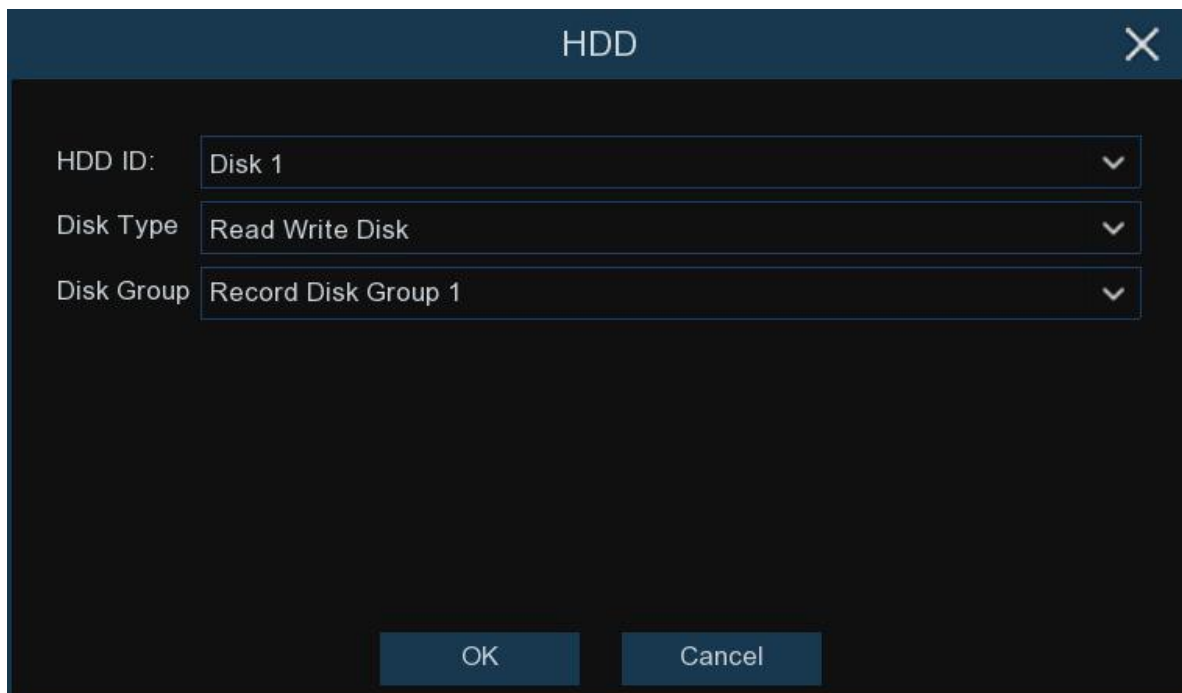 HDD
HDD ID: Disk 1
Disk Type Read Write Disk
Disk Group Record Disk Group 1
OK Cancel